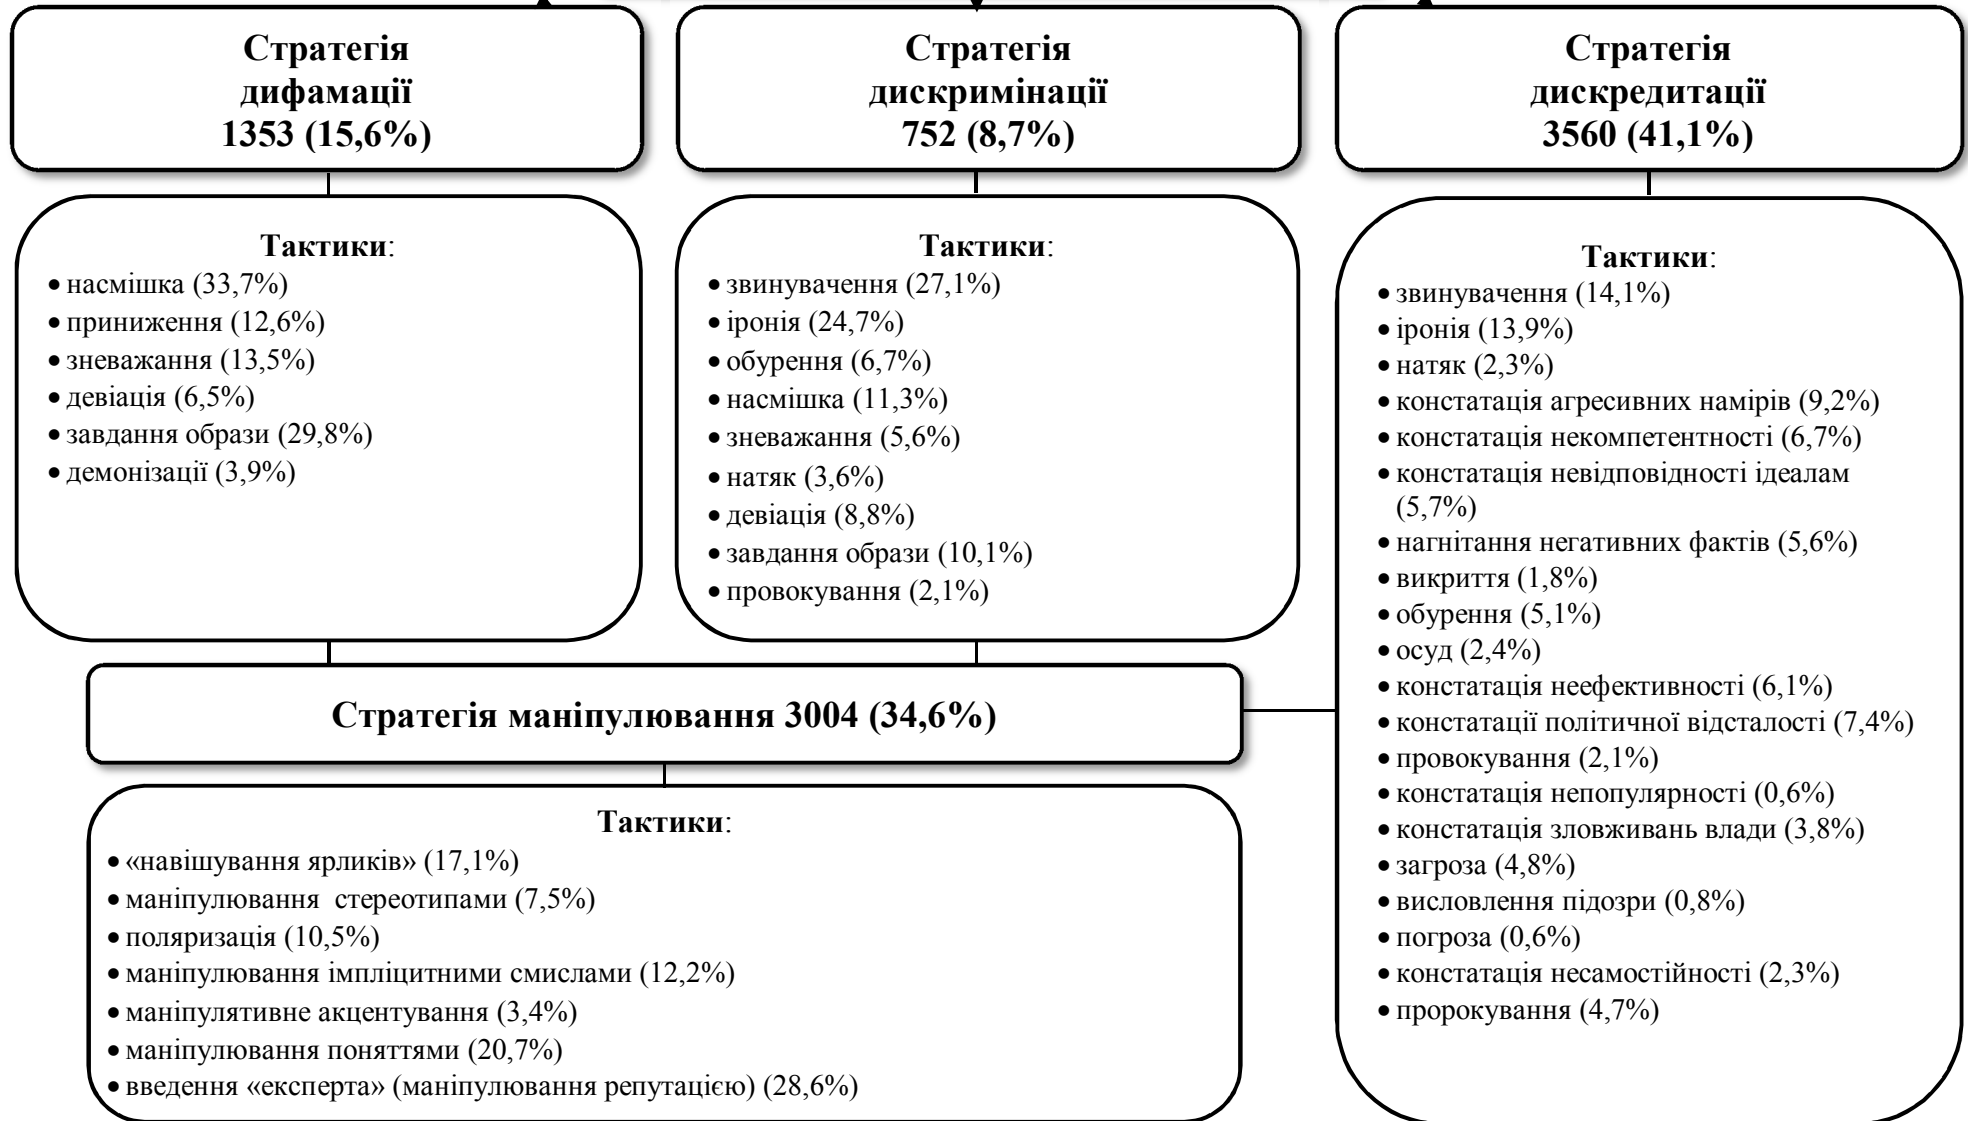 Стратегія
дифамації
1353 (15,6%)
Тактики:
• насмішка (33,7%)
• приниження (12,6%)
• зневажання (13,5%)
• девіація (6,5%)
• завдання образи (29,8%)
• демонізації (3,9%)
Стратегія
дискримінації
752 (8,7%)
Тактики:
• звинувачення (27,1%)
• іронія (24,7%)
• обурення (6,7%)
• насмішка (11,3%)
• зневажання (5,6%)
• натяк (3,6%)
• девіація (8,8%)
• завдання образи (10,1%)
• провокування (2,1%)
Стратегія
дискредитації
3560 (41,1%)
Тактики:
• звинувачення (14,1%)
• іронія (13,9%)
• натяк (2,3%)
• констатація агресивних намірів (9,2%)
• констатація некомпетентності (6,7%)
• констатація невідповідності ідеалам
(5,7%)
• нагнітання негативних фактів (5,6%)
• викриття (1,8%)
• обурення (5,1%)
• осуд (2,4%)
• констатація неефективності (6,1%)
• констатації політичної відсталості (7,4%)
• провокування (2,1%)
• констатація непопулярності (0,6%)
• констатація зловживань влади (3,8%)
• загроза (4,8%)
• висловлення підозри (0,8%)
• погроза (0,6%)
• констатація несамостійності (2,3%)
• пророкування (4,7%)
Стратегія маніпулювання 3004 (34,6%)
Тактики:
• «навішування ярликів» (17,1%)
• маніпулювання стереотипами (7,5%)
• поляризація (10,5%)
• маніпулювання імпліцитними смислами (12,2%)
• маніпулятивне акцентування (3,4%)
• маніпулювання поняттями (20,7%)
• введення «експерта» (маніпулювання репутацією) (28,6%)